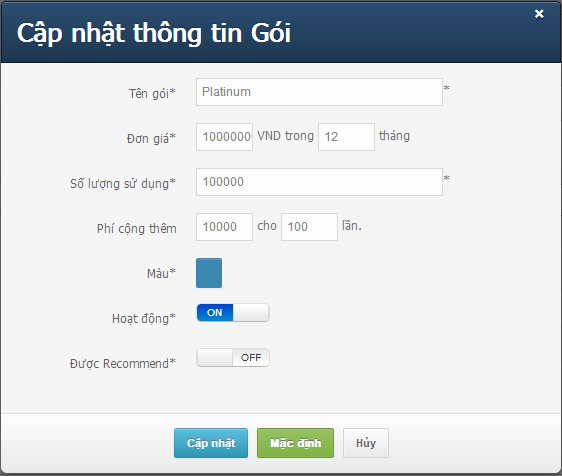 Cập nhật thông tin Gói
Tên gói* Platinum *
Đơn giá* 1000000 VND trong 12 tháng
Số lượng sử dụng* 100000 *
Phí cộng thêm 10000 cho 100 lần.
Màu*
Hoạt động* ON
Được Recommend* OFF
Cập nhật Mặc định Hủy